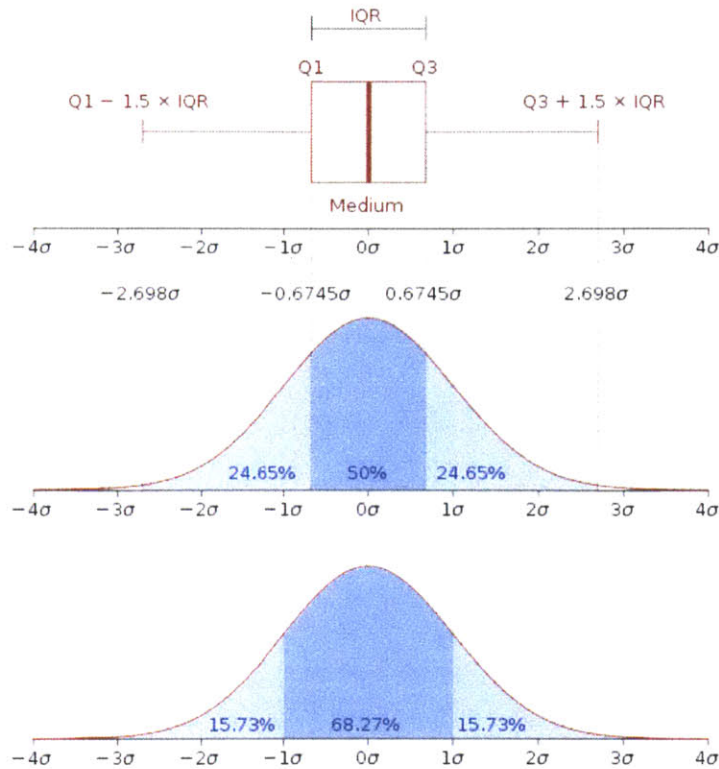 IQR
Q1 Q3
Q1 − 1.5 × IQR Q3 + 1.5 × IQR
Medium
−4σ −3σ −2σ −1σ 0σ 1σ 2σ 3σ 4σ
−2.698σ −0.6745σ 0.6745σ 2.698σ
24.65% 50% 24.65%
−4σ −3σ −2σ −1σ 0σ 1σ 2σ 3σ 4σ
15.73% 68.27% 15.73%
−4σ −3σ −2σ −1σ 0σ 1σ 2σ 3σ 4σ